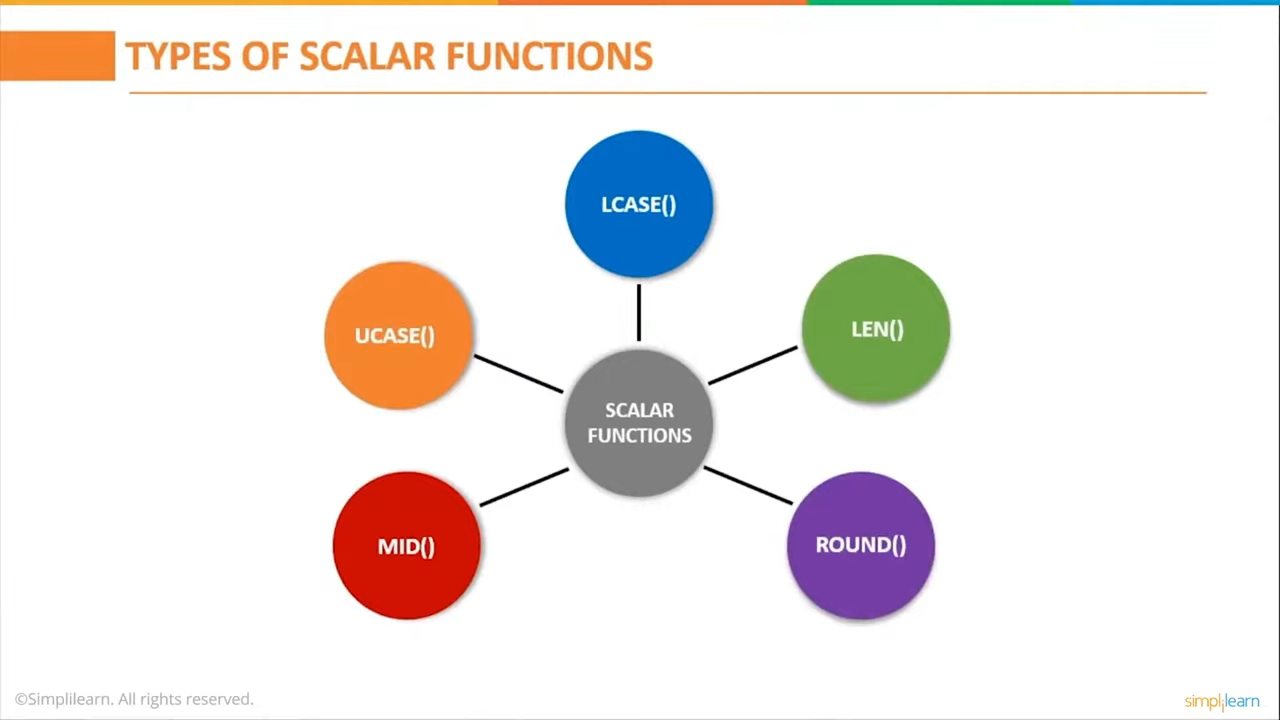 TYPES OF SCALAR FUNCTIONS
LCASE()
UCASE()
LEN()
SCALAR
FUNCTIONS
MID()
ROUND()
©Simplilearn. All rights reserved.
simplilearn